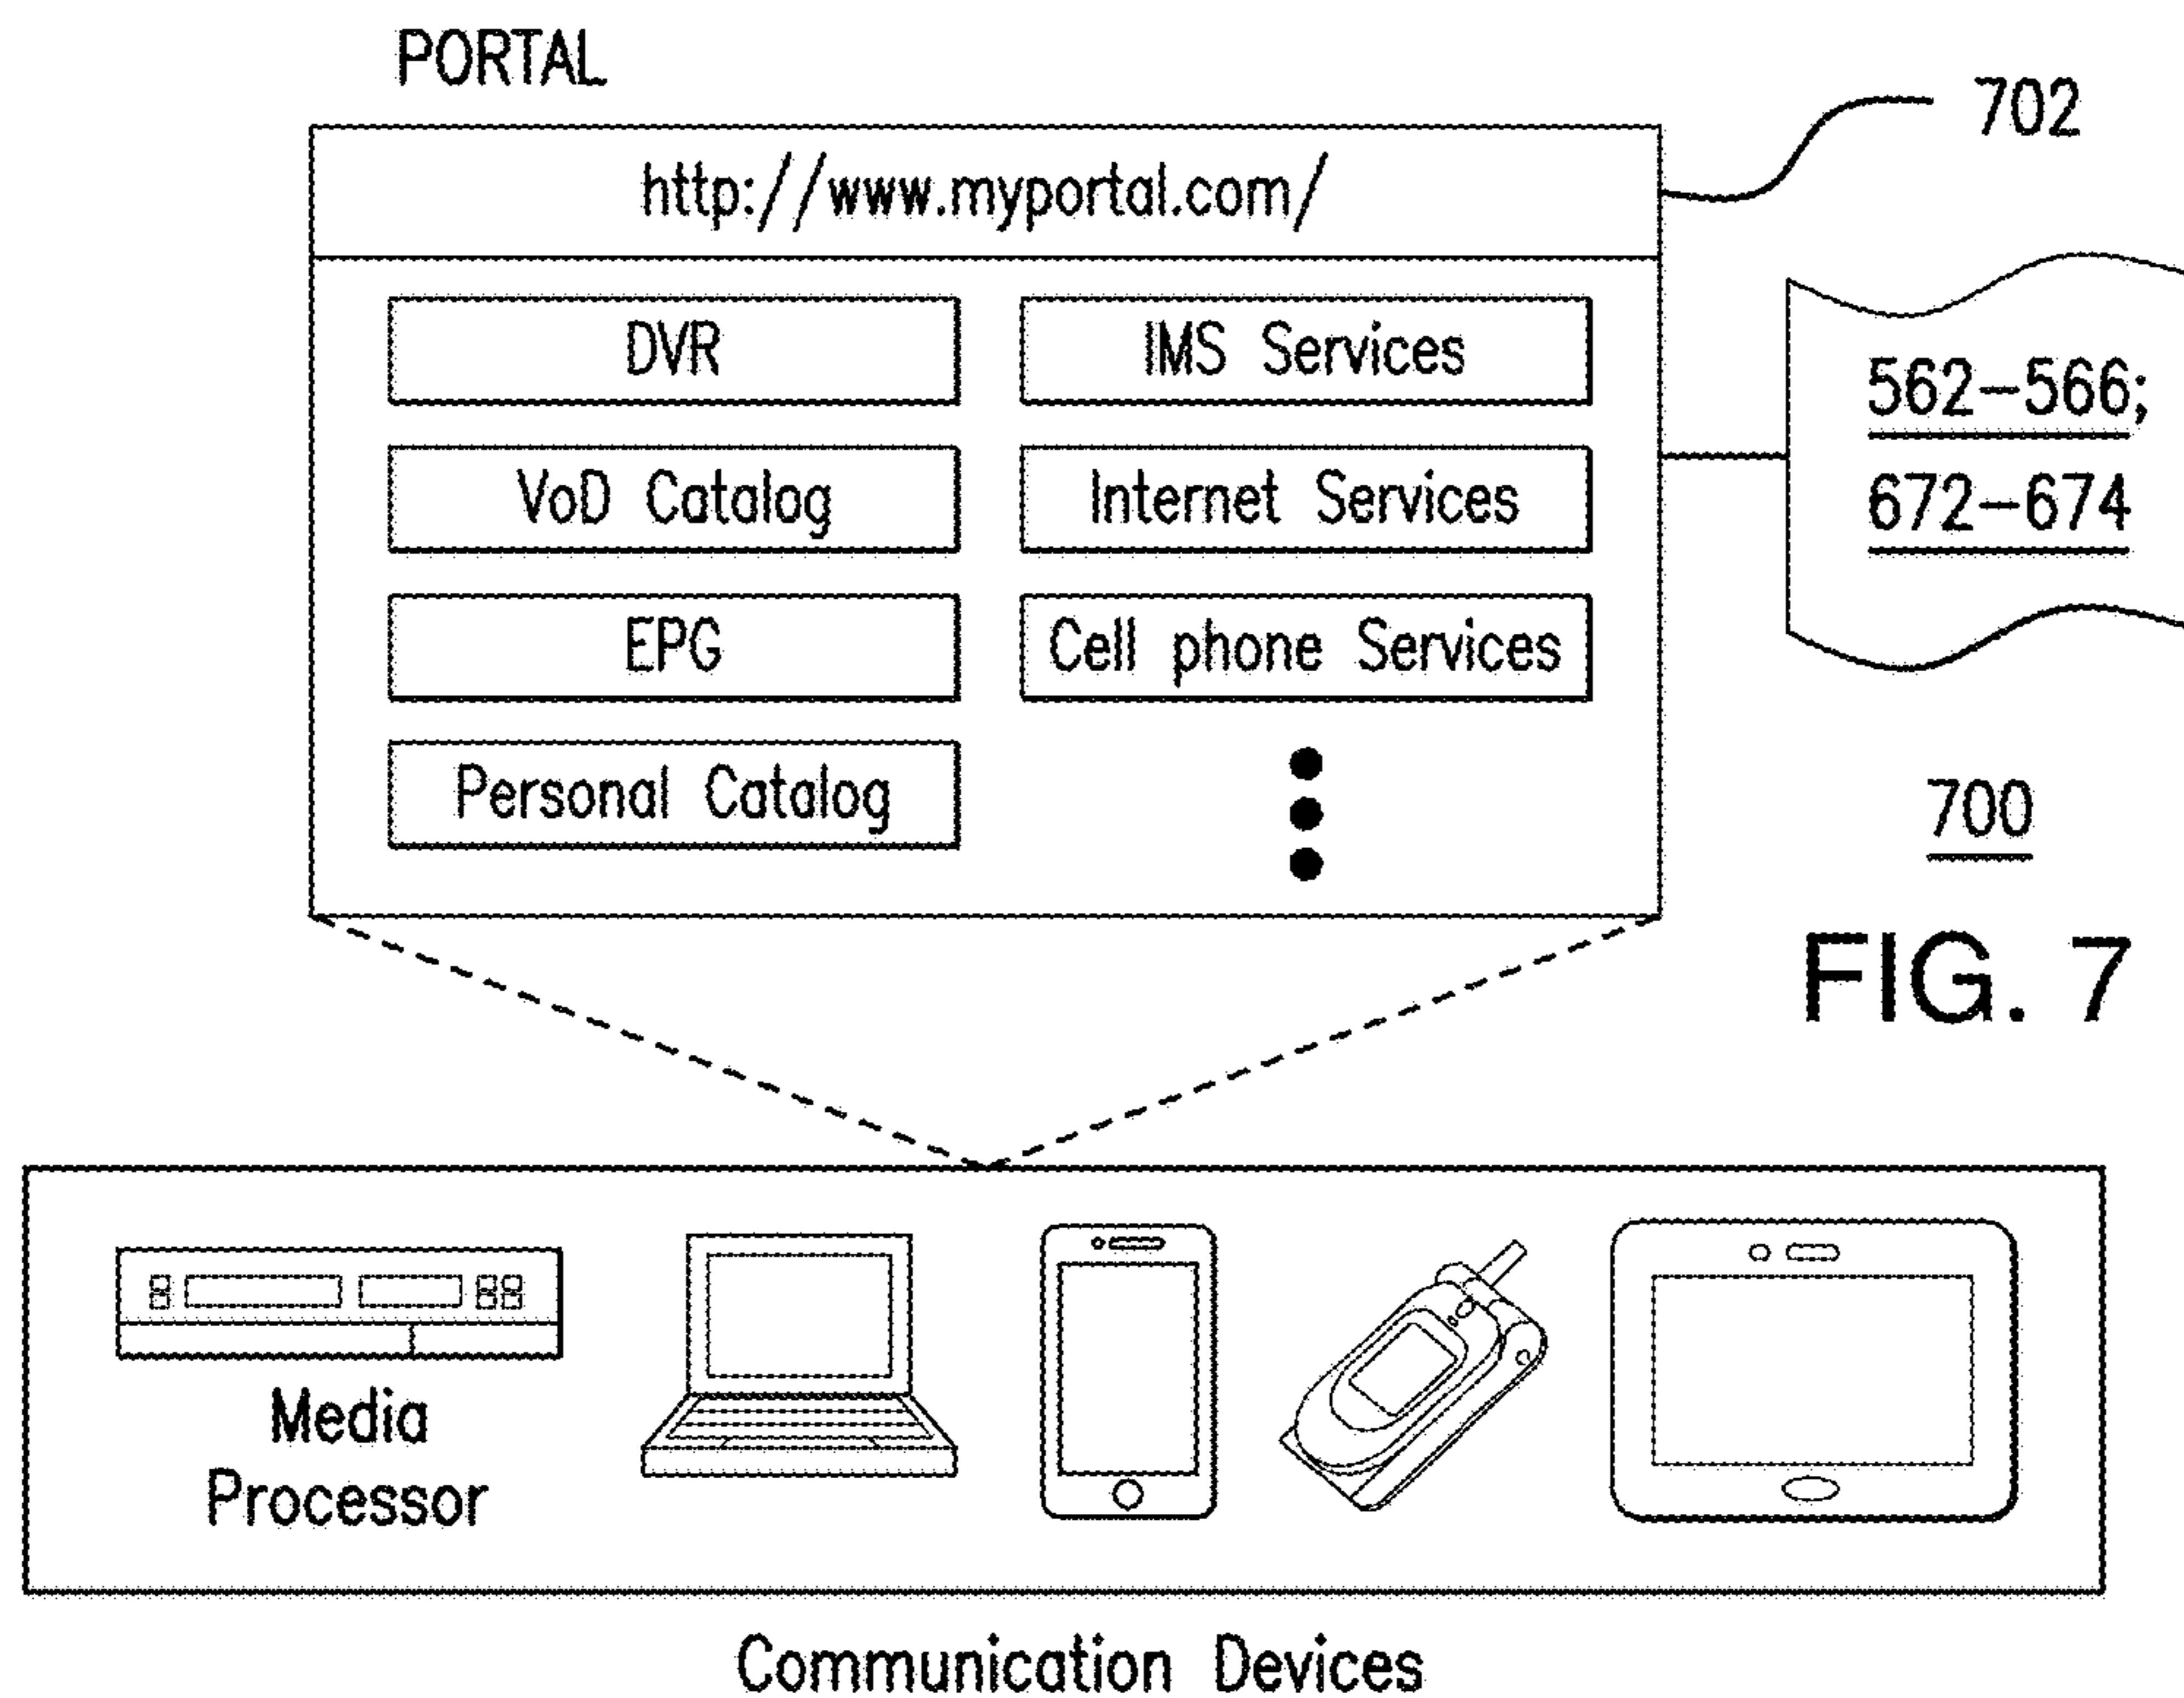 PORTAL
702
http://www.myportal.com/
DVR
IMS Services
VoD Catalog
Internet Services
EPG
Cell phone Services
Personal Catalog
562-566;
672-674
700
FIG. 7
Media
Processor
Communication Devices